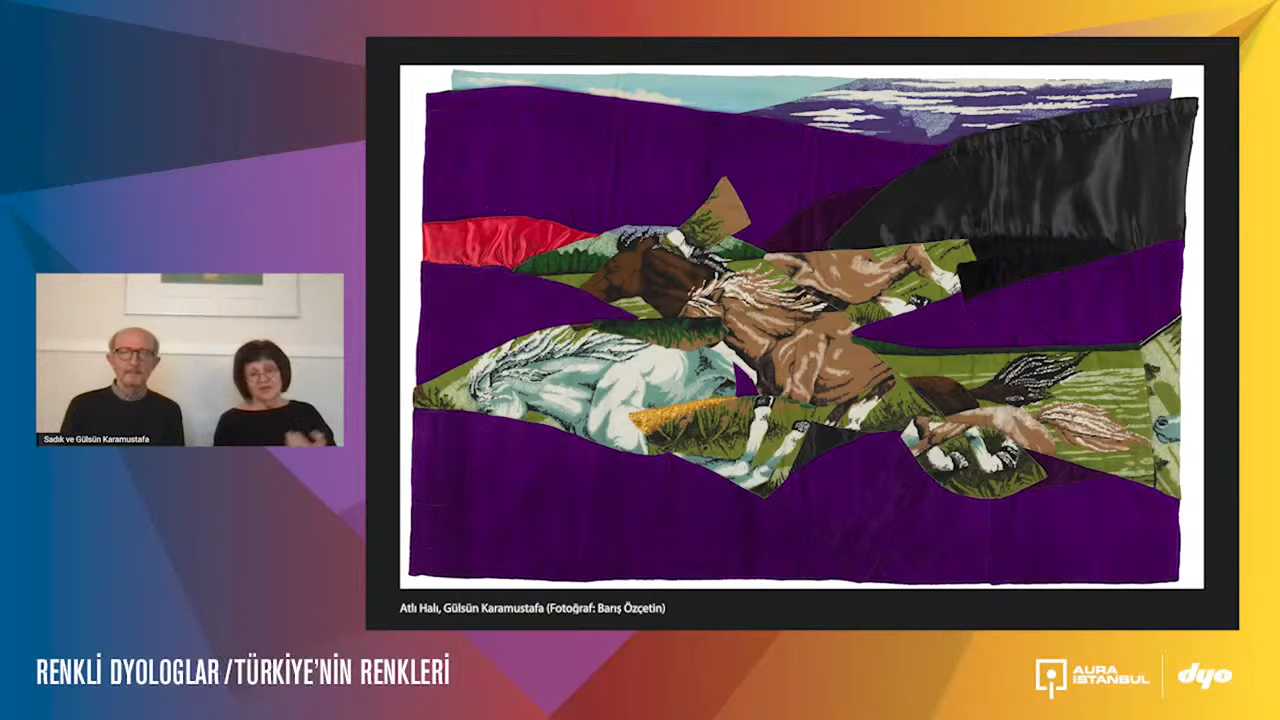 Sadık ve Gülsün Karamustafa
Atlı Halı, Gülsün Karamustafa (Fotoğraf: Barış Özçetin)
RENKLİ DYOLOGLAR / TÜRKİYE'NİN RENKLERİ
AURA
İSTANBUL
dyo